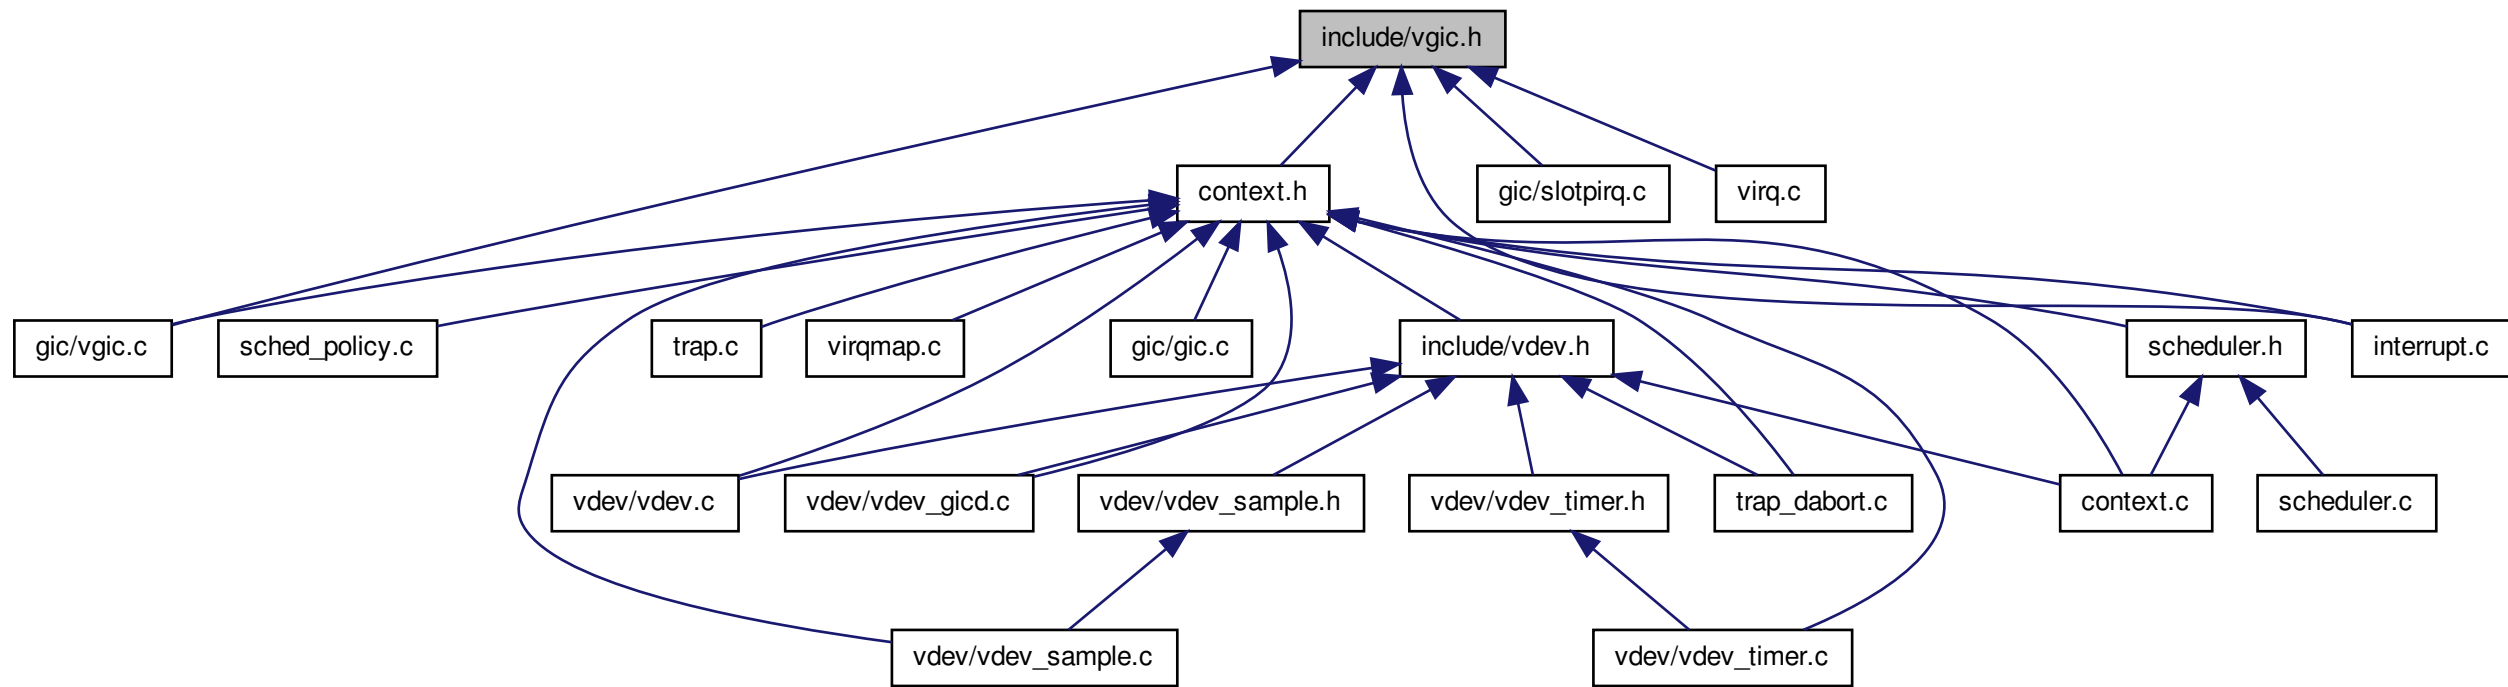 include/vgic.h
context.h
gic/slotpirq.c
virq.c
gic/vgic.c
sched_policy.c
trap.c
virqmap.c
gic/gic.c
include/vdev.h
scheduler.h
interrupt.c
vdev/vdev.c
vdev/vdev_gicd.c
vdev/vdev_sample.h
vdev/vdev_timer.h
trap_dabort.c
context.c
scheduler.c
vdev/vdev_sample.c
vdev/vdev_timer.c